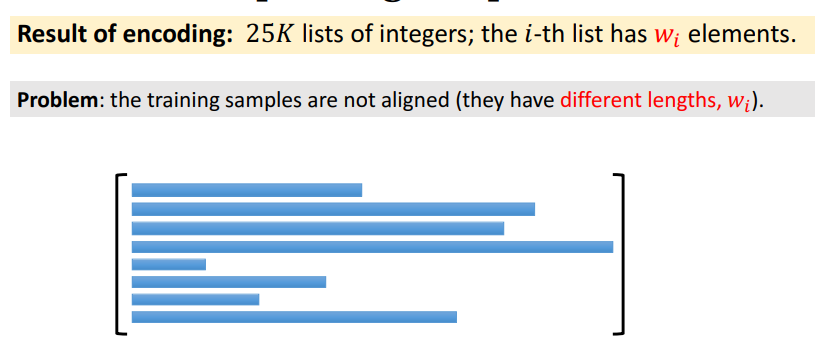 Result of encoding: 25K lists of integers; the i-th list has wᵢ elements.
Problem: the training samples are not aligned (they have different lengths, wᵢ).